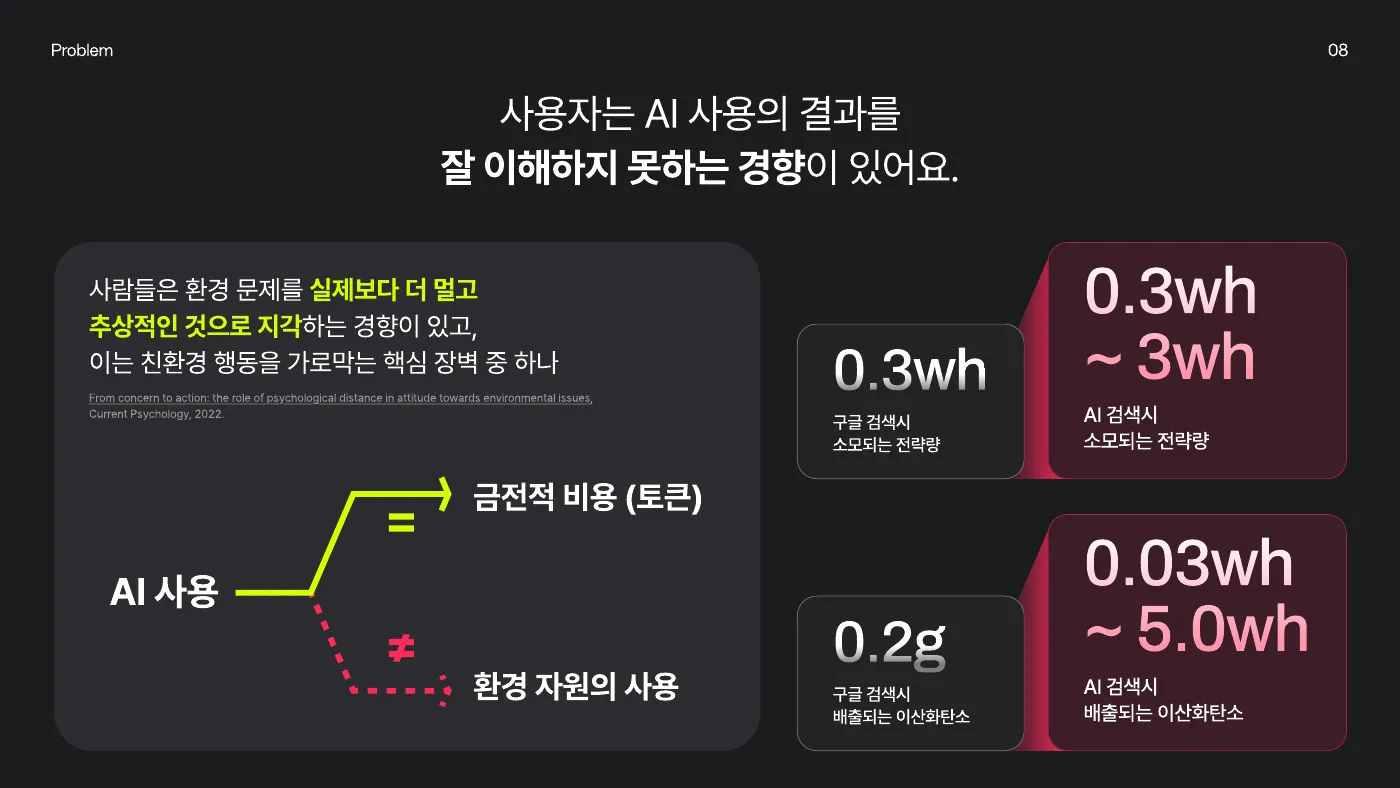 Problem
08
사용자는 AI 사용의 결과를
잘 이해하지 못하는 경향이 있어요.
사람들은 환경 문제를 실제보다 더 멀고
추상적인 것으로 지각하는 경향이 있고,
이는 친환경 행동을 가로막는 핵심 장벽 중 하나
From concern to action: the role of psychological distance in attitude towards environmental issues,
Current Psychology, 2022.
AI 사용
=
금전적 비용 (토큰)
≠
환경 자원의 사용
0.3wh
구글 검색시
소모되는 전략량
0.3wh
~ 3wh
AI 검색시
소모되는 전략량
0.2g
구글 검색시
배출되는 이산화탄소
0.03wh
~ 5.0wh
AI 검색시
배출되는 이산화탄소